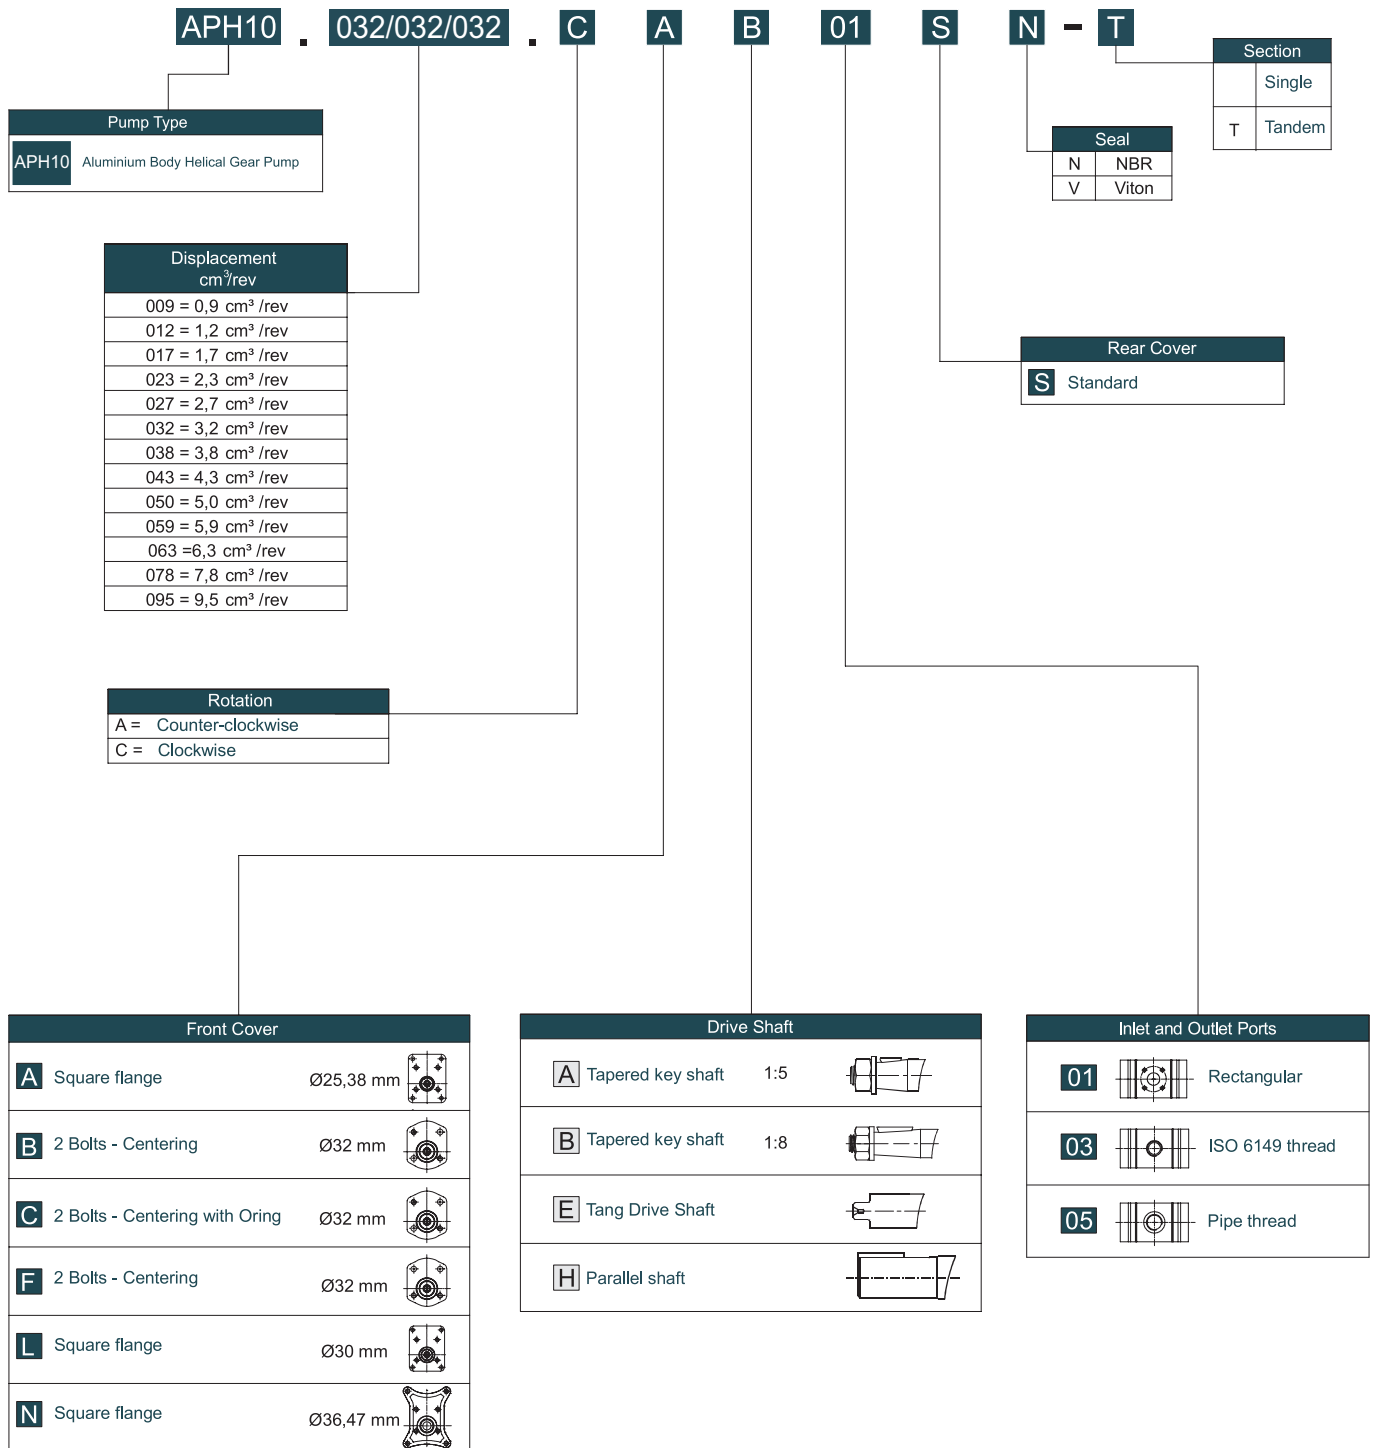 APH10 . 032/032/032 . C A B 01 S N - T
Section
Single
T Tandem
Pump Type
APH10 Aluminium Body Helical Gear Pump
Seal
N NBR
V Viton
Displacement
cm³/rev
009 = 0,9 cm³ /rev
012 = 1,2 cm³ /rev
017 = 1,7 cm³ /rev
023 = 2,3 cm³ /rev
027 = 2,7 cm³ /rev
032 = 3,2 cm³ /rev
038 = 3,8 cm³ /rev
043 = 4,3 cm³ /rev
050 = 5,0 cm³ /rev
059 = 5,9 cm³ /rev
063 =6,3 cm³ /rev
078 = 7,8 cm³ /rev
095 = 9,5 cm³ /rev
Rear Cover
S Standard
Rotation
A = Counter-clockwise
C = Clockwise
Front Cover
A Square flange Ø25,38 mm
B 2 Bolts - Centering Ø32 mm
C 2 Bolts - Centering with Oring Ø32 mm
F 2 Bolts - Centering Ø32 mm
L Square flange Ø30 mm
N Square flange Ø36,47 mm
Drive Shaft
A Tapered key shaft 1:5
B Tapered key shaft 1:8
E Tang Drive Shaft
H Parallel shaft
Inlet and Outlet Ports
01 Rectangular
03 ISO 6149 thread
05 Pipe thread